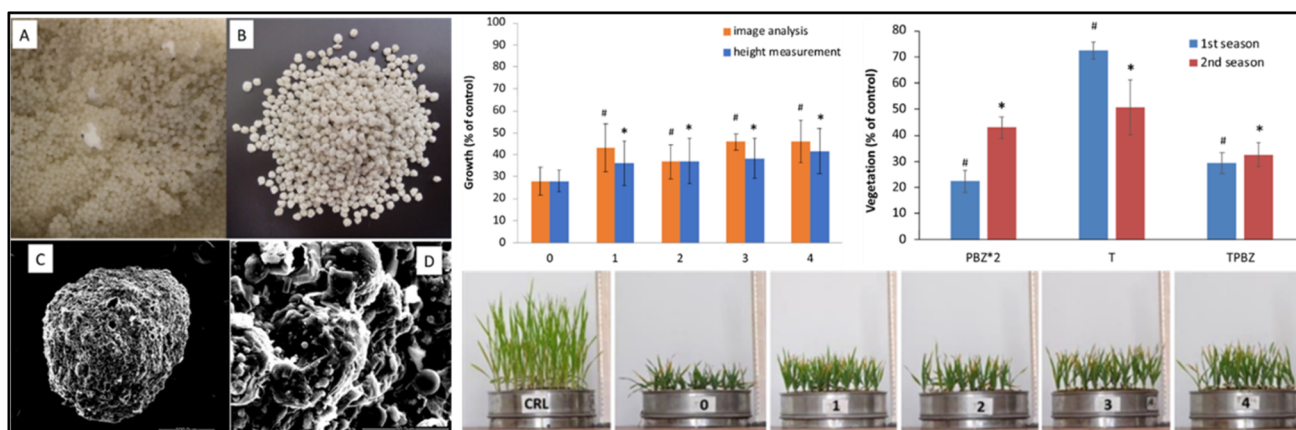 A
B
C
D
100
90
80
70
60
50
40
30
20
10
0
Growth (% of control)
image analysis
height measurement
#
*
#
*
#
*
#
*
0 1 2 3 4
80
70
60
50
40
30
20
10
0
Vegetation (% of control)
1st season
2nd season
#
*
#
*
#
*
PBZ*2 T TPBZ
CRL 0 1 2 3 4